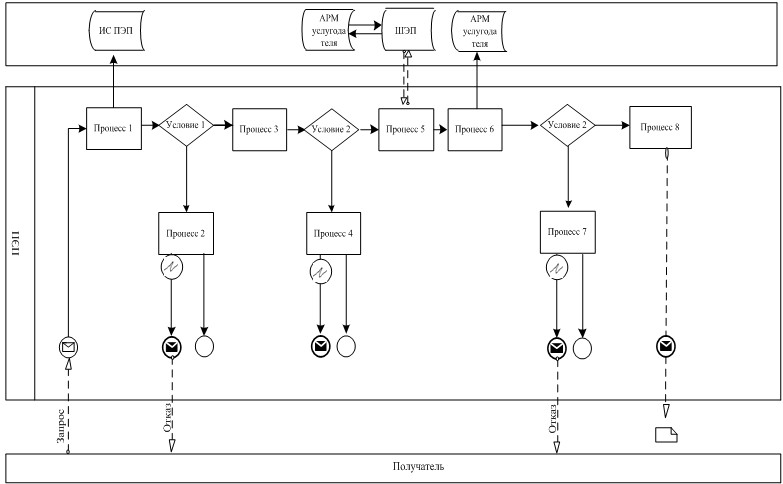 ИС ПЭП
АРМ
услугода
теля
ШЭП
АРМ
услугода
теля
Процесс 1
Условие 1
Процесс 3
Условие 2
Процесс 5
Процесс 6
Условие 2
Процесс 8
Процесс 2
Процесс 4
Процесс 7
ПЭП
Запрос
Отказ
Отказ
Получатель